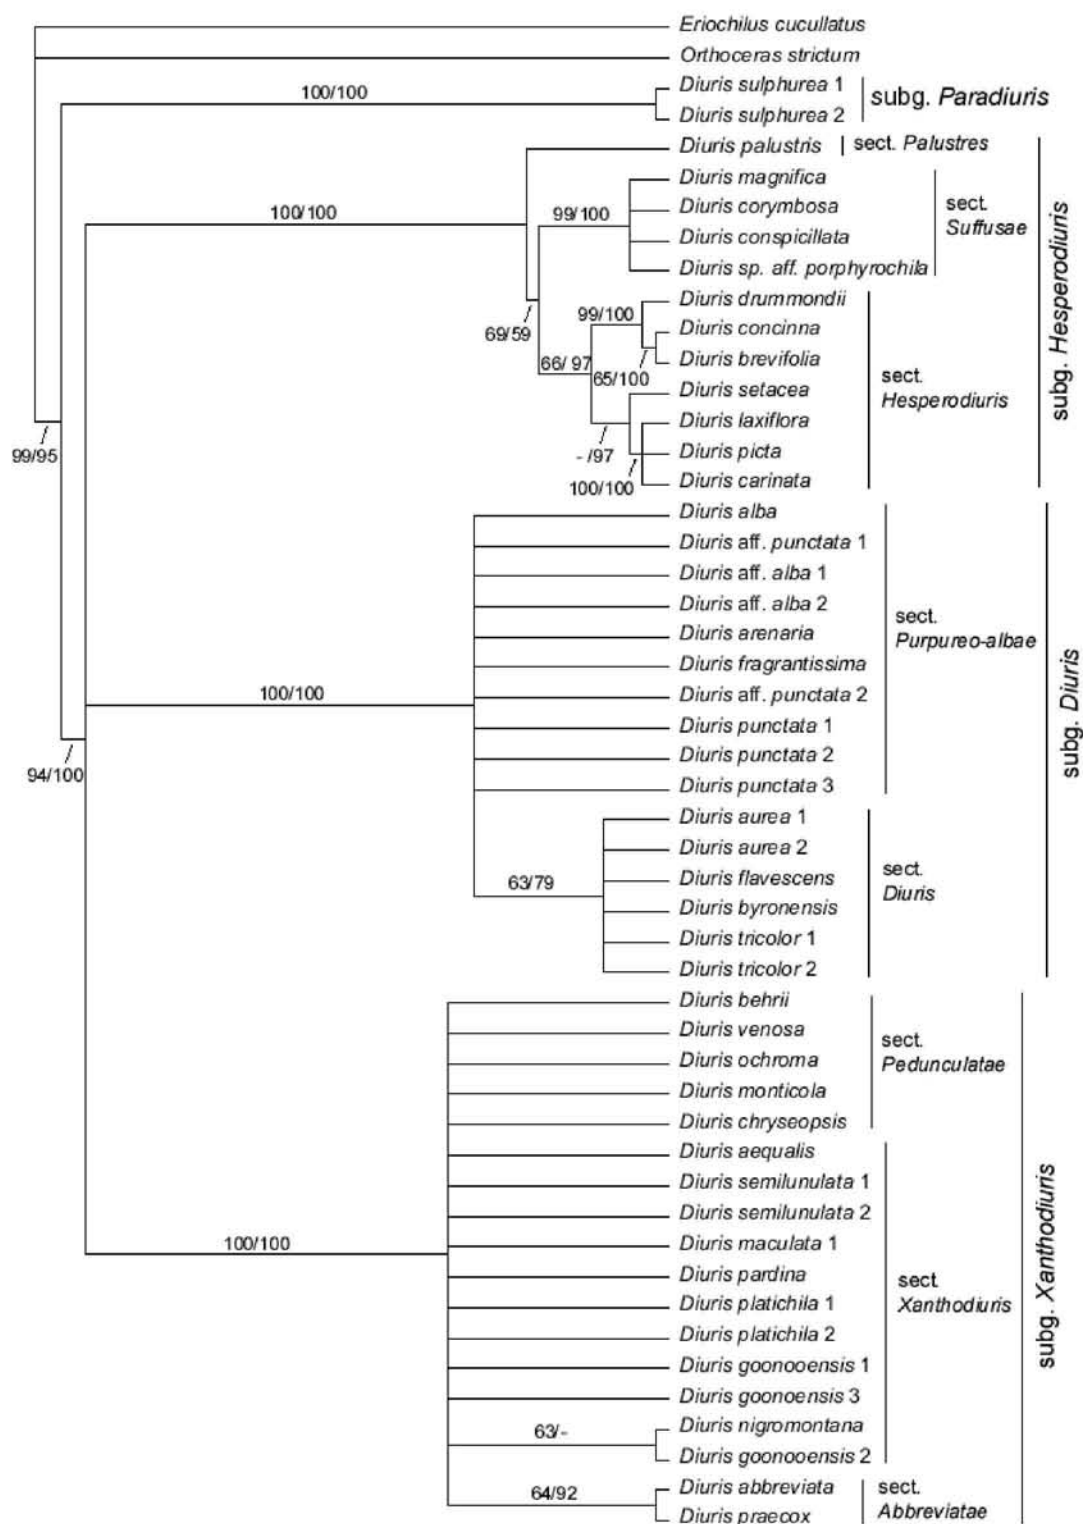 Eriochilus cucullatus
Orthoceras strictum
100/100
Diuris sulphurea 1
Diuris sulphurea 2
subg. Paradiuris
Diuris palustris
sect. Palustres
100/100
99/100
Diuris magnifica
Diuris corymbosa
Diuris conspicillata
Diuris sp. aff. porphyrochila
sect.
Suffusae
69/59
66/ 97
99/100
65/100
Diuris drummondii
Diuris concinna
Diuris brevifolia
Diuris setacea
Diuris laxiflora
Diuris picta
Diuris carinata
- /97
100/100
sect.
Hesperodiuris
subg. Hesperodiuris
99/95
94/100
100/100
Diuris alba
Diuris aff. punctata 1
Diuris aff. alba 1
Diuris aff. alba 2
Diuris arenaria
Diuris fragrantissima
Diuris aff. punctata 2
Diuris punctata 1
Diuris punctata 2
Diuris punctata 3
sect.
Purpureo-albae
63/79
Diuris aurea 1
Diuris aurea 2
Diuris flavescens
Diuris byronensis
Diuris tricolor 1
Diuris tricolor 2
sect.
Diuris
subg. Diuris
100/100
Diuris behrii
Diuris venosa
Diuris ochroma
Diuris monticola
Diuris chryseopsis
sect.
Pedunculatae
Diuris aequalis
Diuris semilunulata 1
Diuris semilunulata 2
Diuris maculata 1
Diuris pardina
Diuris platichila 1
Diuris platichila 2
Diuris goonooensis 1
Diuris goonoensis 3
63/-
Diuris nigromontana
Diuris goonooensis 2
sect.
Xanthodiuris
64/92
Diuris abbreviata
Diuris praecox
sect.
Abbreviatae
subg. Xanthodiuris